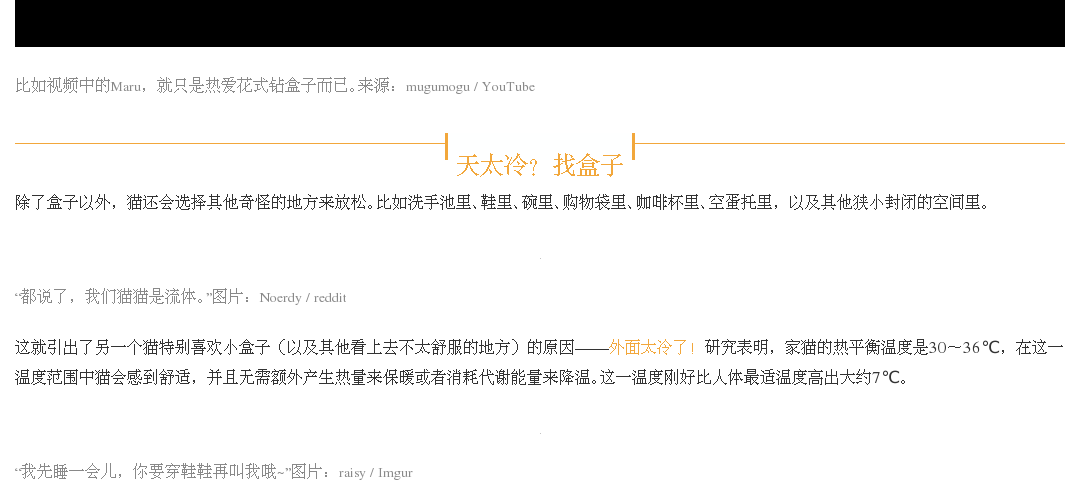 比如视频中的Maru，就只是热爱花式钻盒子而已。来源：mugumogu / YouTube
天太冷？找盒子
除了盒子以外，猫还会选择其他奇怪的地方来放松。比如洗手池里、鞋里、碗里、购物袋里、咖啡杯里、空蛋托里，以及其他狭小封闭的空间里。
“都说了，我们猫猫是流体。”图片：Noerdy / reddit
这就引出了另一个猫特别喜欢小盒子（以及其他看上去不太舒服的地方）的原因——外面太冷了！研究表明，家猫的热平衡温度是30～36℃，在这一
温度范围中猫会感到舒适，并且无需额外产生热量来保暖或者消耗代谢能量来降温。这一温度刚好比人体最适温度高出大约7℃。
“我先睡一会儿，你要穿鞋鞋再叫我哦~”图片：raisy / Imgur